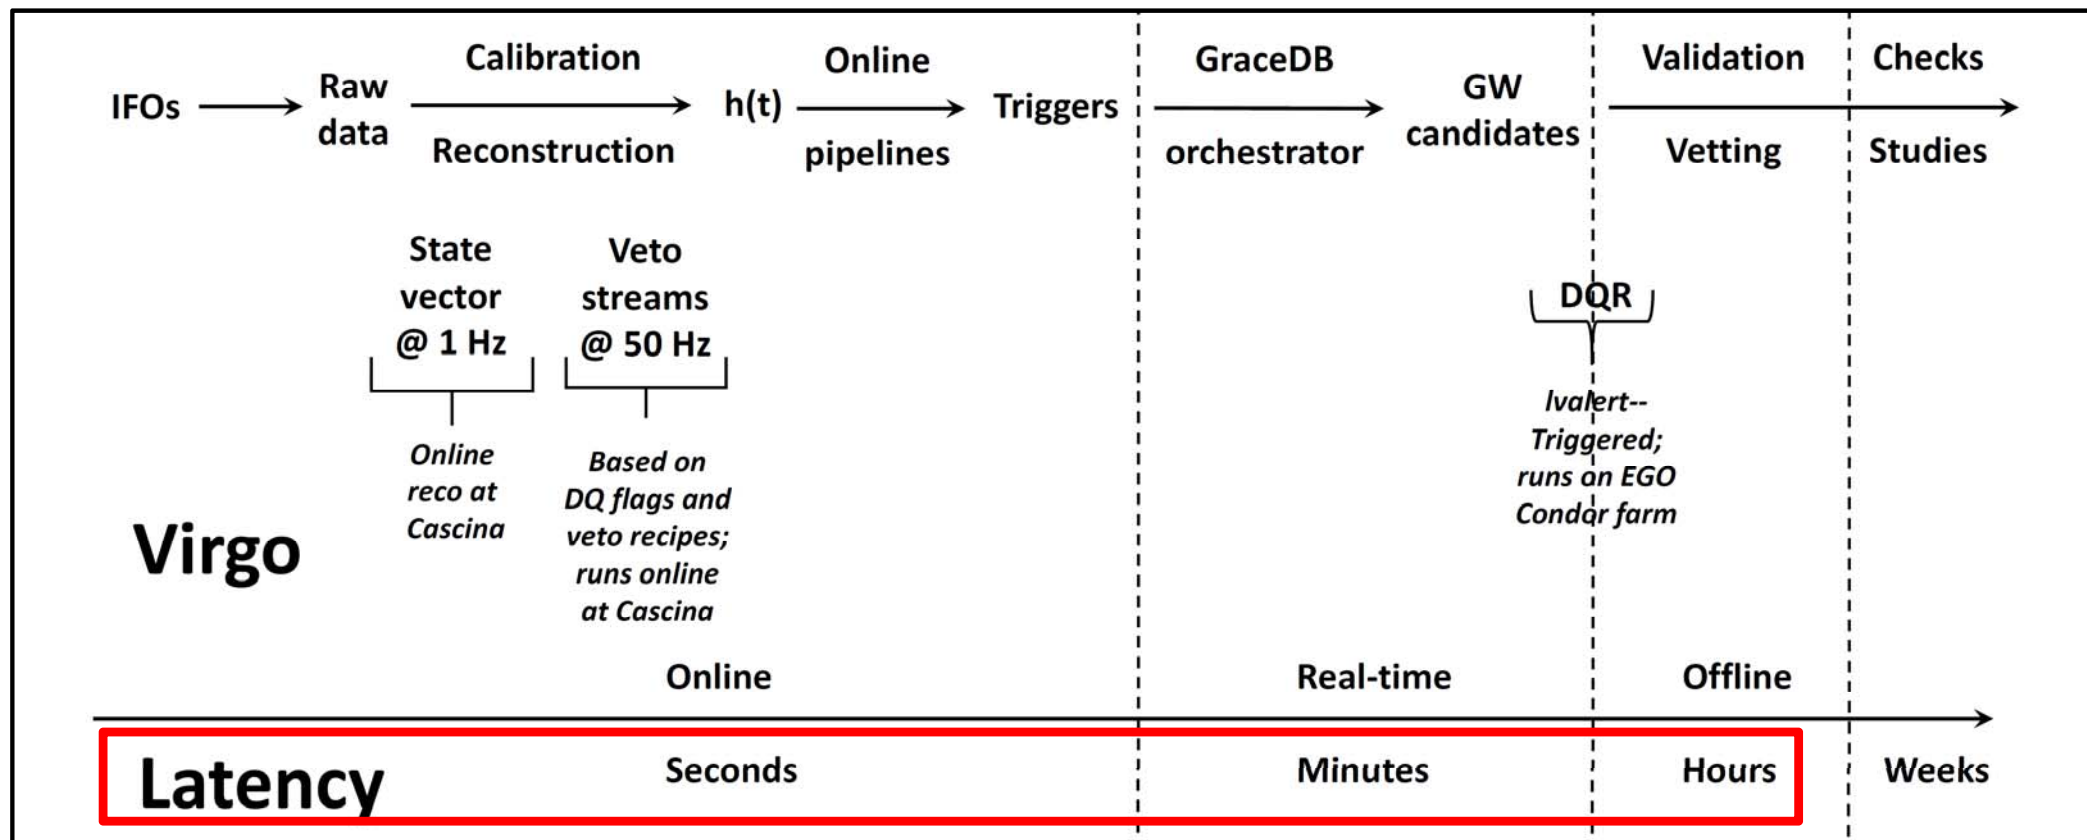 IFOs
Raw
data
Calibration
Reconstruction
h(t)
Online
pipelines
Triggers
GraceDB
orchestrator
GW
candidates
Validation
Vetting
Checks
Studies
State
vector
@ 1 Hz
Veto
streams
@ 50 Hz
DQR
Online
reco at
Cascina
Based on
DQ flags and
veto recipes;
runs online
at Cascina
lvalert--
Triggered;
runs on EGO
Condor farm
Virgo
Online
Real-time
Offline
Latency
Seconds
Minutes
Hours
Weeks